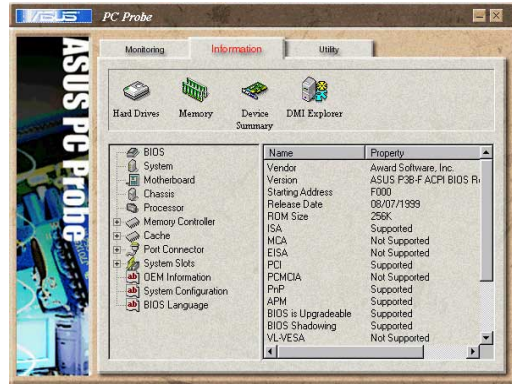 ASUS PC Probe
ASUS PC Probe
Monitoring
Information
Utility
Hard Drives
Memory
Device Summary
DMI Explorer
BIOS
System
Motherboard
Chassis
Processor
Memory Controller
Cache
Port Connector
System Slots
OEM Information
System Configuration
BIOS Language
Name Property
Vendor Award Software, Inc.
Version ASUS P3B-F ACPI BIOS R
Starting Address F000
Release Date 08/07/1999
ROM Size 256K
ISA Supported
MCA Not Supported
EISA Not Supported
PCI Supported
PCMCIA Not Supported
PnP Supported
APM Supported
BIOS is Upgradeable Supported
BIOS Shadowing Supported
VL-VESA Not Supported